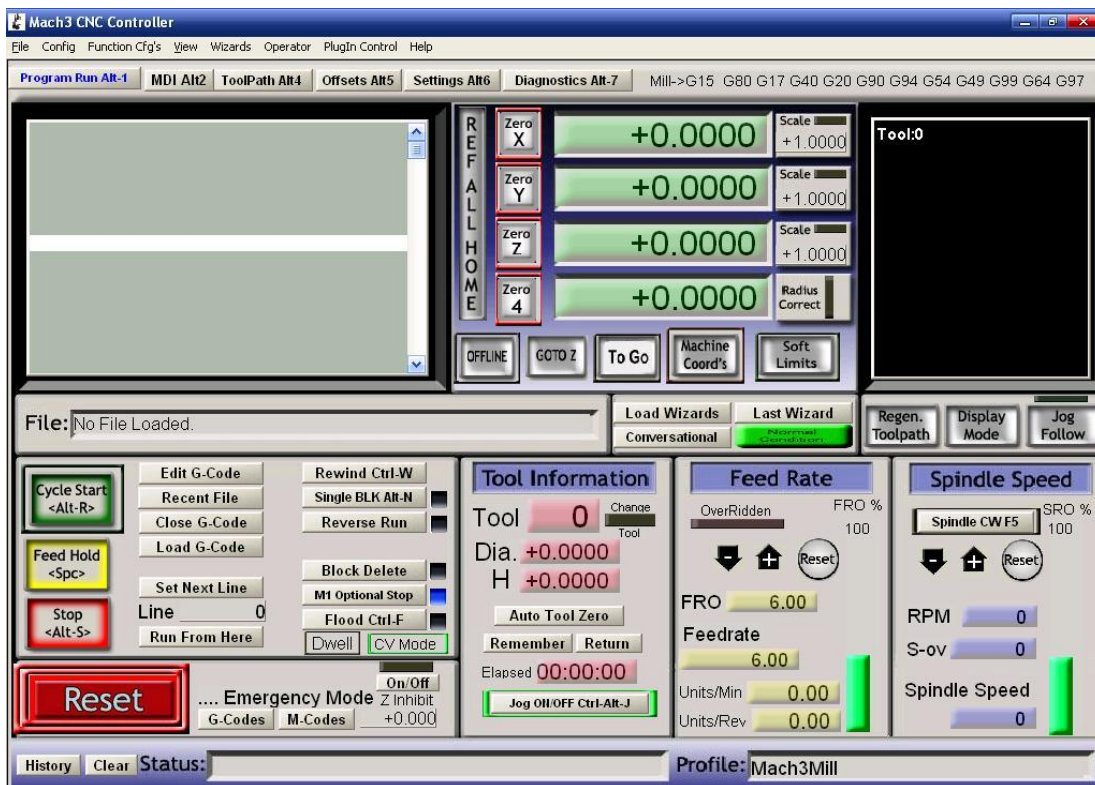 Mach3 CNC Controller
File Config Function Cfg's View Wizards Operator PlugIn Control Help
Program Run Alt-1 MDI Alt2 ToolPath Alt4 Offsets Alt5 Settings Alt6 Diagnostics Alt-7 Mill->G15 G80 G17 G40 G20 G90 G94 G54 G49 G99 G64 G97
REF ALL HOME
Zero X +0.0000 Scale +1.0000
Zero Y +0.0000 Scale +1.0000
Zero Z +0.0000 Scale +1.0000
Zero 4 +0.0000 Radius Correct
OFFLINE GOTO Z To Go Machine Coord's Soft Limits
Tool:0
File: No File Loaded.
Load Wizards Last Wizard
Conversational Normal Condition
Regen. Toolpath Display Mode Jog Follow
Cycle Start <Alt-R>
Feed Hold <Spc>
Stop <Alt-S>
Edit G-Code
Recent File
Close G-Code
Load G-Code
Set Next Line
Line 0
Run From Here
Rewind Ctrl-W
Single BLK Alt-N
Reverse Run
Block Delete
M1 Optional Stop
Flood Ctrl-F
Dwell CV Mode
Reset
.... Emergency Mode
G-Codes M-Codes
On/Off
Z Inhibit
+0.000
Tool Information
Tool 0 Change Tool
Dia. +0.0000
H +0.0000
Auto Tool Zero
Remember Return
Elapsed 00:00:00
Jog ON/OFF Ctrl-Alt-J
Feed Rate
OverRidden FRO %
100
Reset
FRO 6.00
Feedrate
6.00
Units/Min 0.00
Units/Rev 0.00
Spindle Speed
Spindle CW F5 SRO %
100
Reset
RPM 0
S-ov 0
Spindle Speed
0
History Clear Status: Profile: Mach3Mill